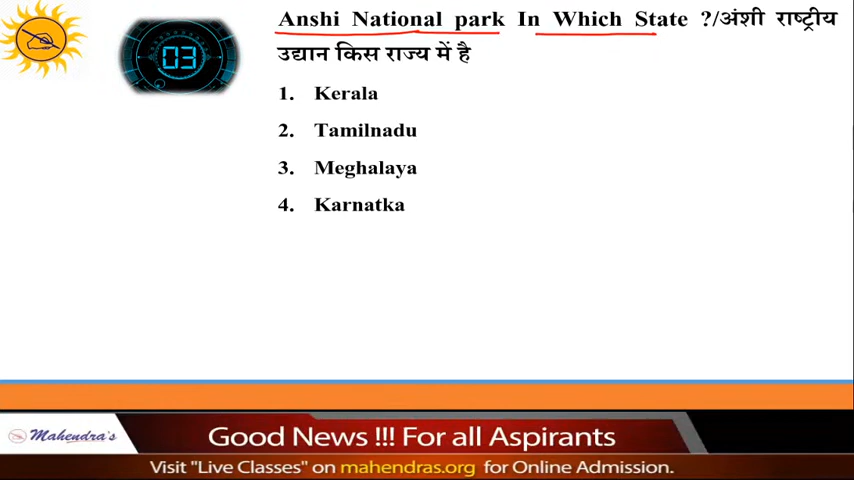 Anshi National park In Which State ?/अंशी राष्ट्रीय
उद्यान किस राज्य में है
03
1. Kerala
2. Tamilnadu
3. Meghalaya
4. Karnatka
Mahendra's
Good News !!! For all Aspirants
Visit "Live Classes" on mahendras.org for Online Admission.